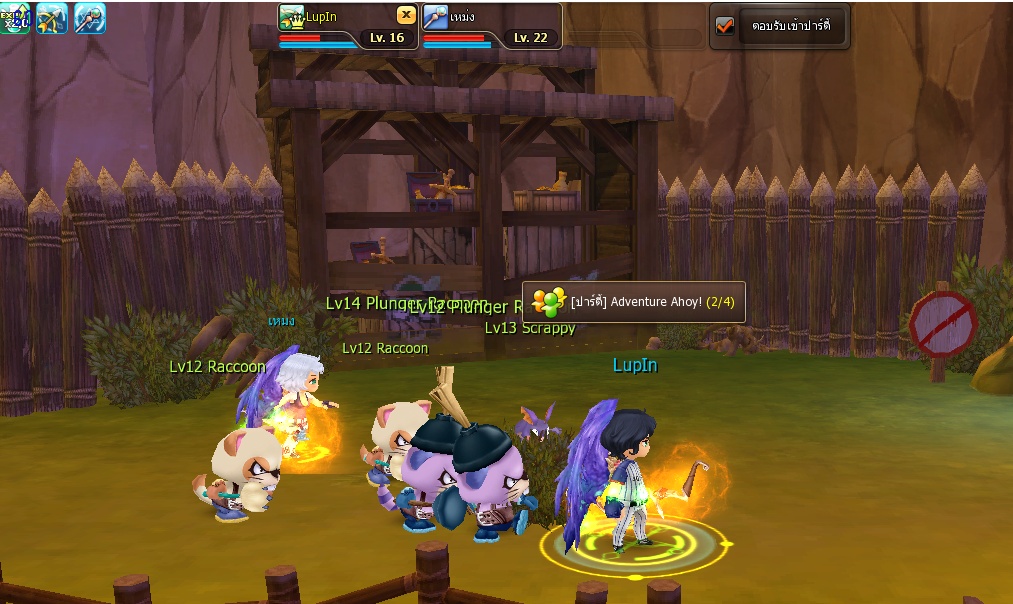 LupIn
Lv. 16
เหม่ง
Lv. 22
ตอบรับเข้าปาร์ตี้
Lv14 Plunger
Lv12 Plunger R
[ปาร์ตี้] Adventure Ahoy! (2/4)
Lv13 Scrappy
เหม่ง
Lv12 Raccoon
Lv12 Raccoon
LupIn